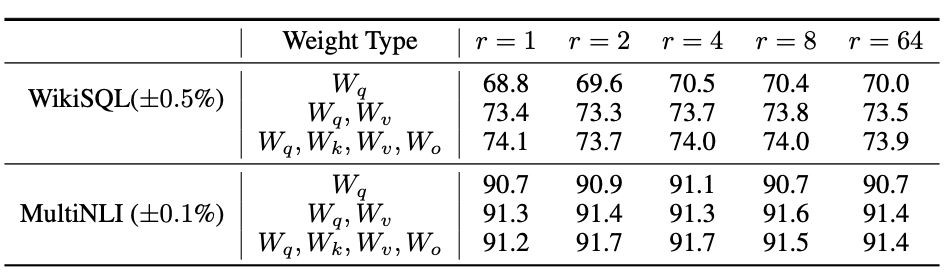 Weight Type r = 1 r = 2 r = 4 r = 8 r = 64
WikiSQL(±0.5%)
W_q 68.8 69.6 70.5 70.4 70.0
W_q, W_v 73.4 73.3 73.7 73.8 73.5
W_q, W_k, W_v, W_o 74.1 73.7 74.0 74.0 73.9
MultiNLI (±0.1%)
W_q 90.7 90.9 91.1 90.7 90.7
W_q, W_v 91.3 91.4 91.3 91.6 91.4
W_q, W_k, W_v, W_o 91.2 91.7 91.7 91.5 91.4